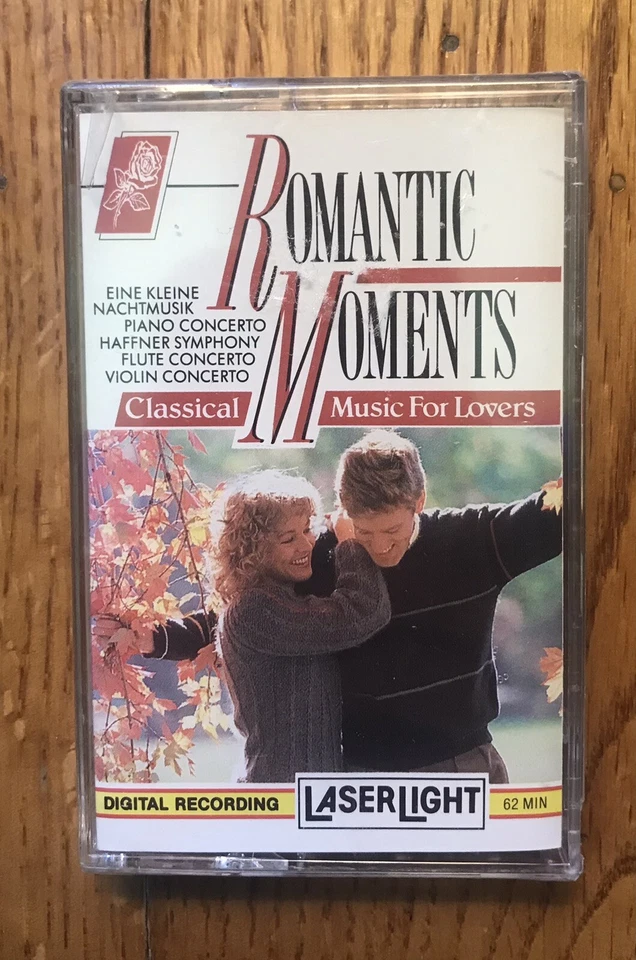 ROMANTIC
MOMENTS
EINE KLEINE
NACHTMUSIK
PIANO CONCERTO
HAFFNER SYMPHONY
FLUTE CONCERTO
VIOLIN CONCERTO
Classical Music For Lovers
DIGITAL RECORDING LASERLIGHT 62 MIN